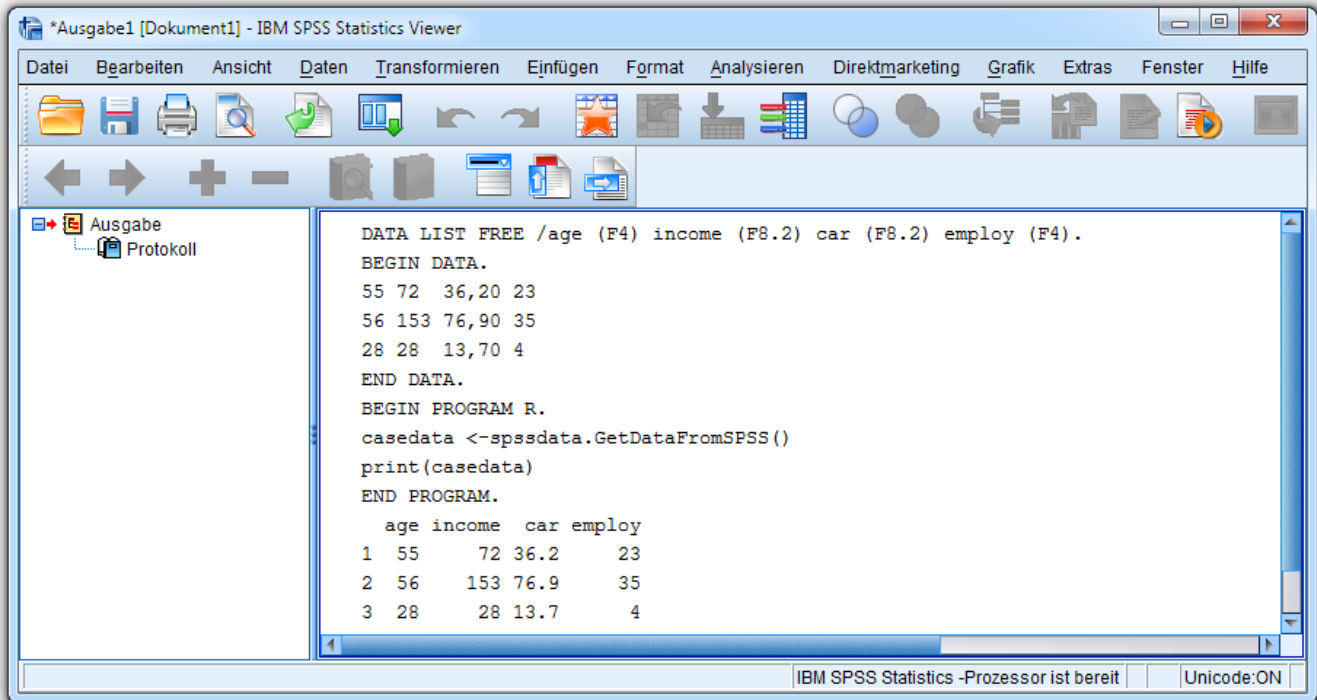 *Ausgabe1 [Dokument1] - IBM SPSS Statistics Viewer
Datei Bearbeiten Ansicht Daten Transformieren Einfügen Format Analysieren Direktmarketing Grafik Extras Fenster Hilfe
Ausgabe
Protokoll
DATA LIST FREE /age (F4) income (F8.2) car (F8.2) employ (F4).
BEGIN DATA.
55 72  36,20 23
56 153 76,90 35
28 28  13,70 4
END DATA.
BEGIN PROGRAM R.
casedata <-spssdata.GetDataFromSPSS()
print(casedata)
END PROGRAM.
  age income  car employ
1  55     72 36.2     23
2  56    153 76.9     35
3  28     28 13.7      4
IBM SPSS Statistics -Prozessor ist bereit Unicode:ON